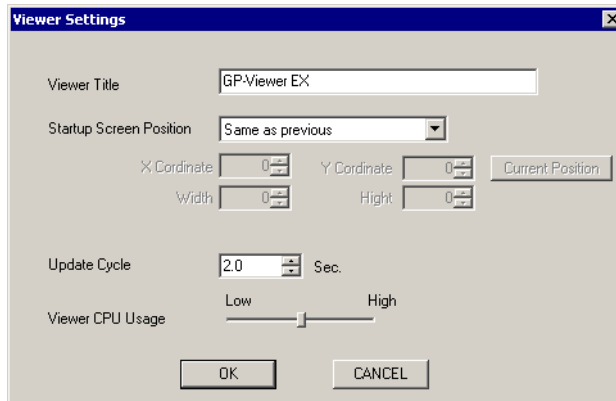 Viewer Settings
Viewer Title GP-Viewer EX
Startup Screen Position Same as previous
X Cordinate 0 Y Cordinate 0 Current Position
Width 0 Hight 0
Update Cycle 2.0 Sec.
Low High
Viewer CPU Usage
OK CANCEL